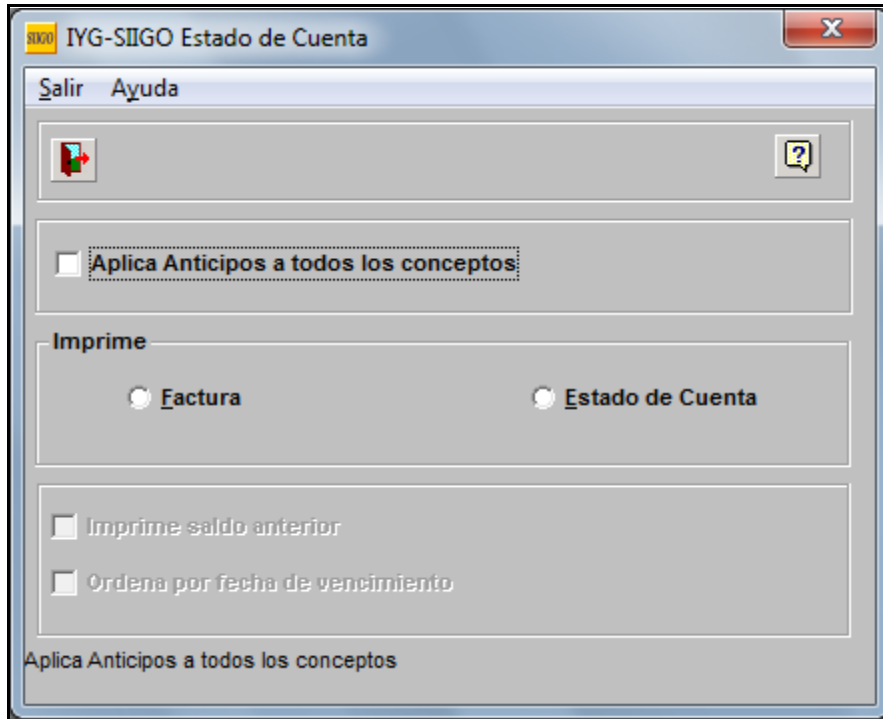 SIIGO IYG-SIIGO Estado de Cuenta
Salir Ayuda
?
Aplica Anticipos a todos los conceptos
Imprime
Factura Estado de Cuenta
Imprime saldo anterior
Ordena por fecha de vencimiento
Aplica Anticipos a todos los conceptos